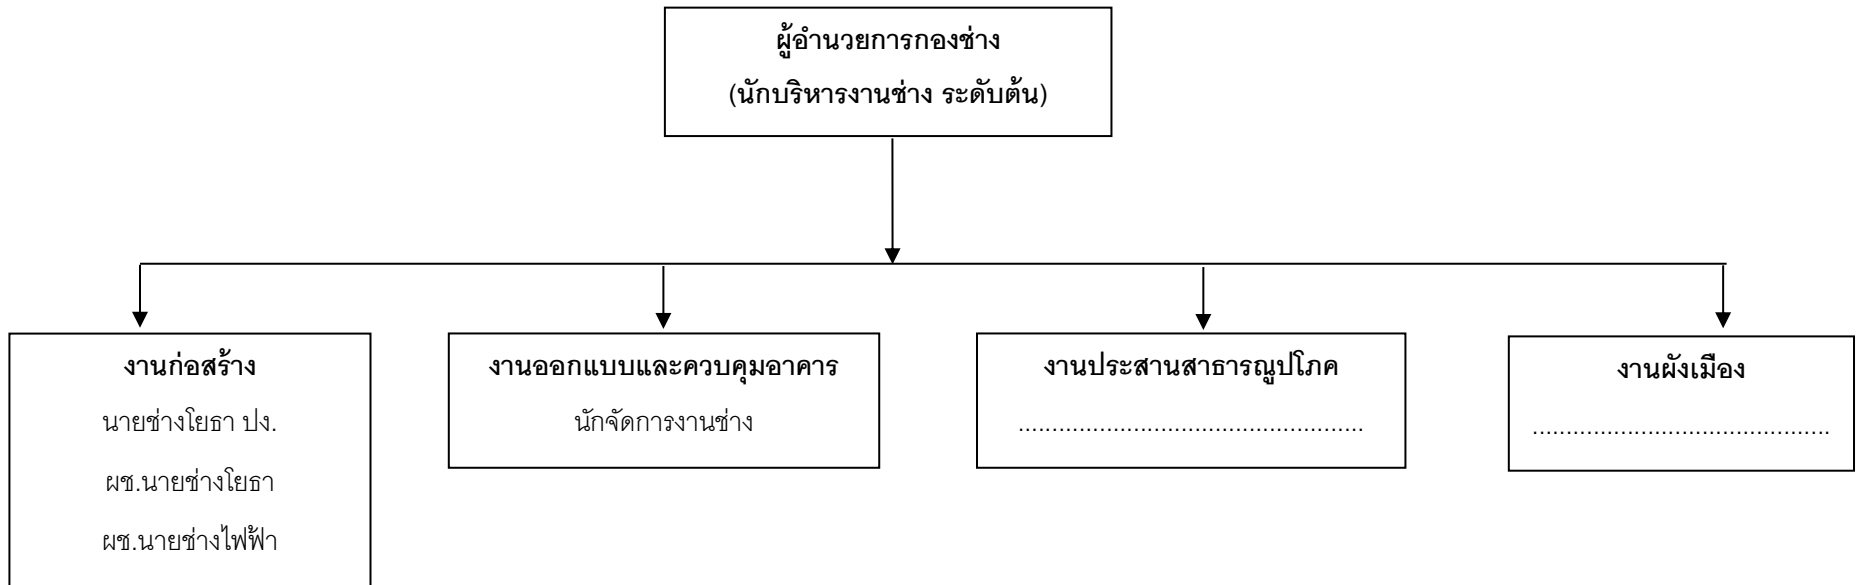 ผู้อำนวยการกองช่าง
(นักบริหารงานช่าง ระดับต้น)
งานก่อสร้าง
นายช่างโยธา ปง.
ผช.นายช่างโยธา
ผช.นายช่างไฟฟ้า
งานออกแบบและควบคุมอาคาร
นักจัดการงานช่าง
งานประสานสาธารณูปโภค
...................................................
งานผังเมือง
............................................